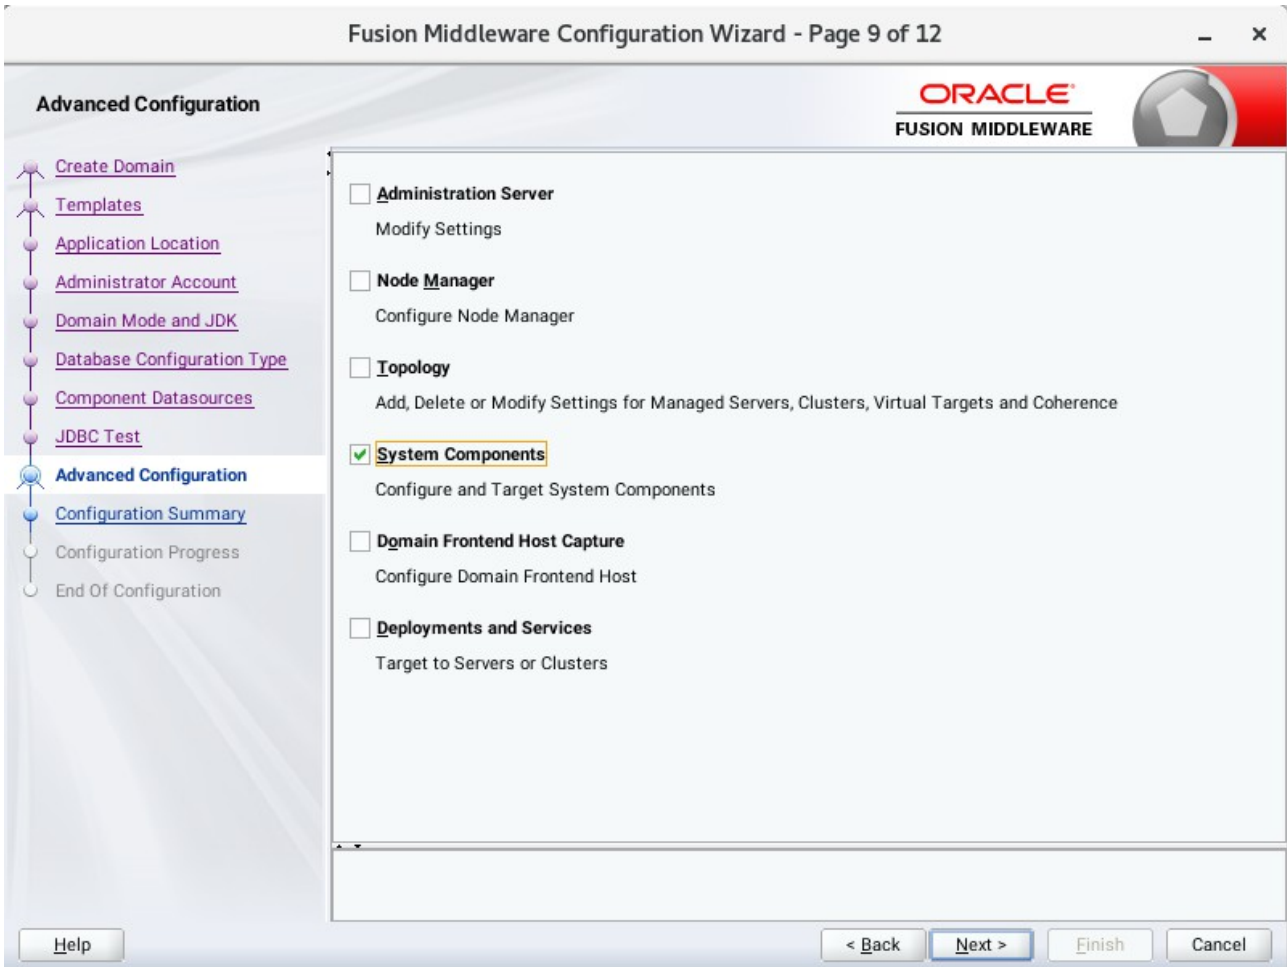 Fusion Middleware Configuration Wizard - Page 9 of 12
Advanced Configuration
ORACLE
FUSION MIDDLEWARE
Create Domain
Templates
Application Location
Administrator Account
Domain Mode and JDK
Database Configuration Type
Component Datasources
JDBC Test
Advanced Configuration
Configuration Summary
Configuration Progress
End Of Configuration
Administration Server
Modify Settings
Node Manager
Configure Node Manager
Topology
Add, Delete or Modify Settings for Managed Servers, Clusters, Virtual Targets and Coherence
System Components
Configure and Target System Components
Domain Frontend Host Capture
Configure Domain Frontend Host
Deployments and Services
Target to Servers or Clusters
Help
< Back
Next >
Finish
Cancel